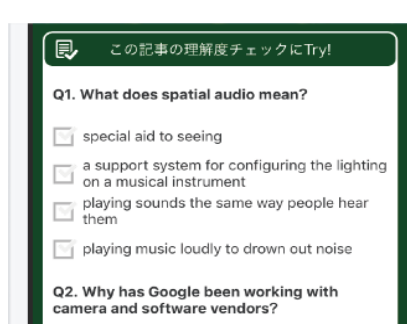 この記事の理解度チェックにTry!
Q1. What does spatial audio mean?
special aid to seeing
a support system for configuring the lighting
on a musical instrument
playing sounds the same way people hear
them
playing music loudly to drown out noise
Q2. Why has Google been working with
camera and software vendors?